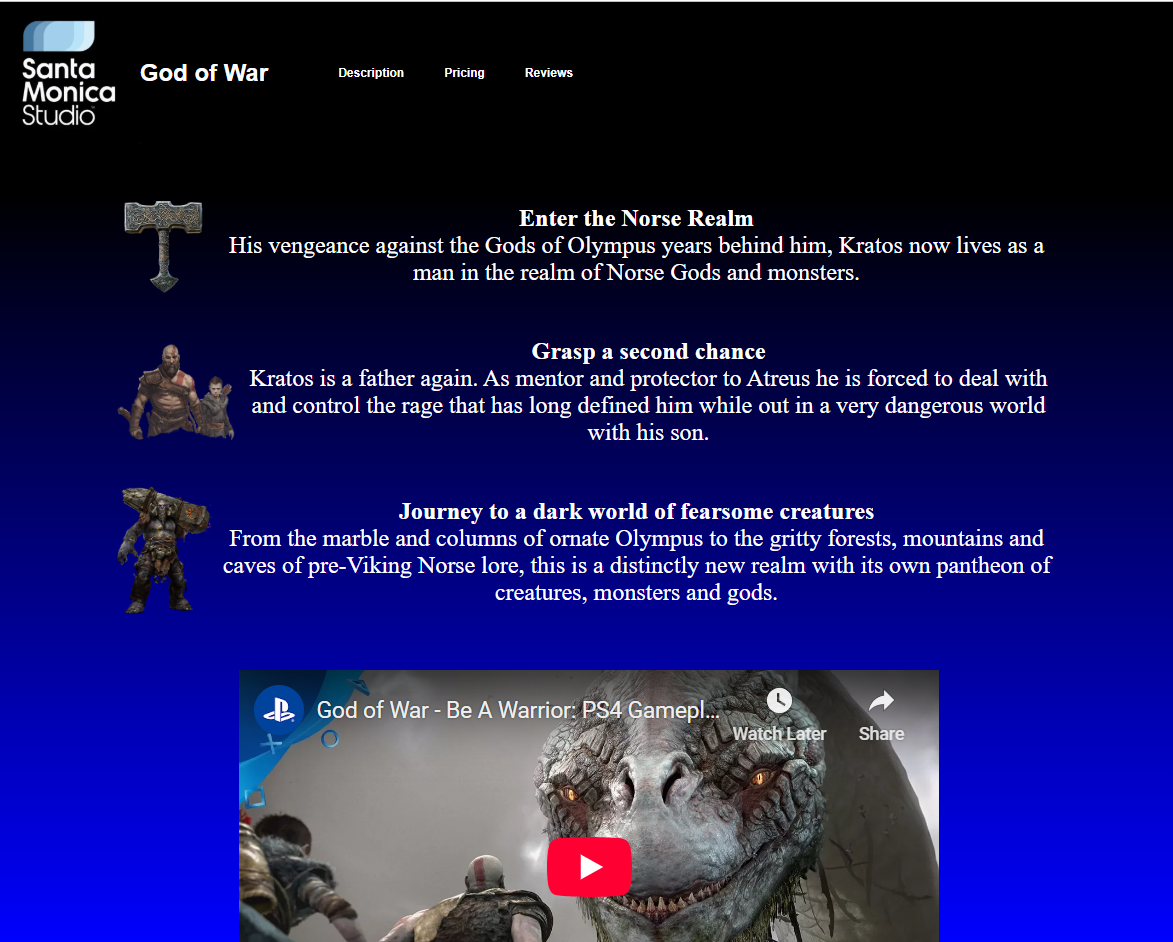 Santa
Monica
Studio
God of War
Description
Pricing
Reviews
Enter the Norse Realm
His vengeance against the Gods of Olympus years behind him, Kratos now lives as a
man in the realm of Norse Gods and monsters.
Grasp a second chance
Kratos is a father again. As mentor and protector to Atreus he is forced to deal with
and control the rage that has long defined him while out in a very dangerous world
with his son.
Journey to a dark world of fearsome creatures
From the marble and columns of ornate Olympus to the gritty forests, mountains and
caves of pre-Viking Norse lore, this is a distinctly new realm with its own pantheon of
creatures, monsters and gods.
God of War - Be A Warrior: PS4 Gamepl...
Watch Later
Share